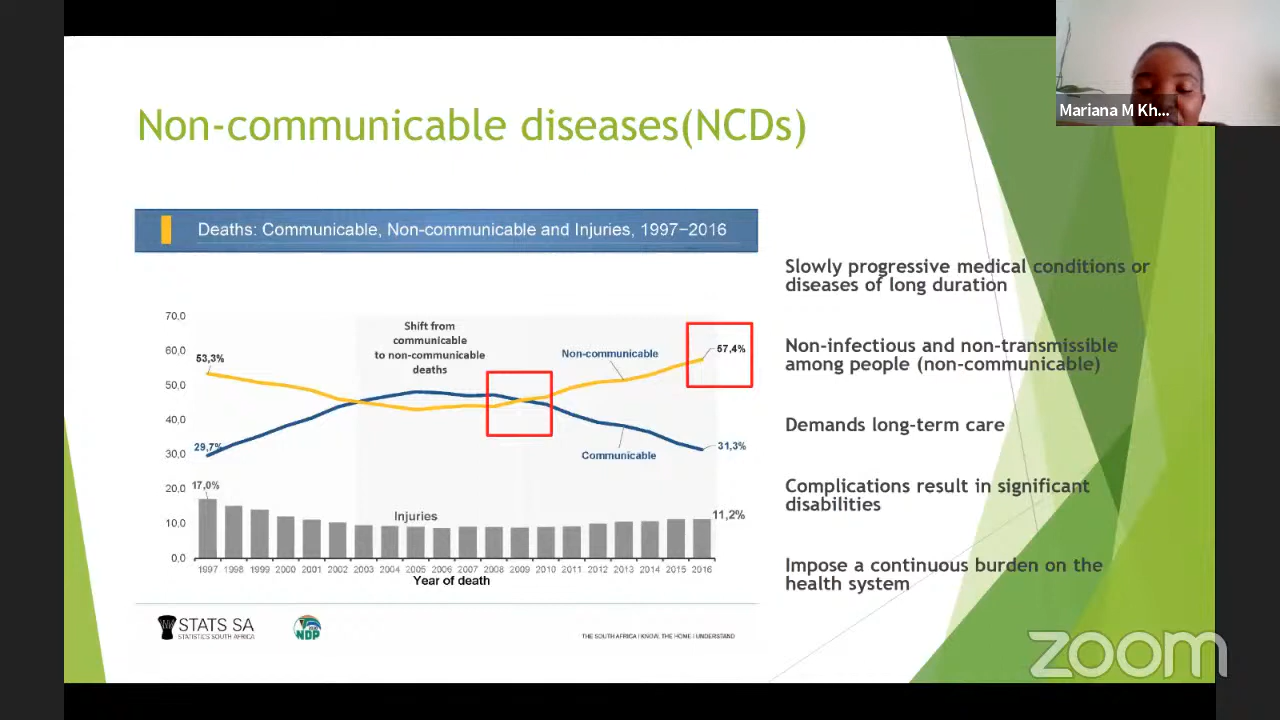 Mariana M Kh...
Non-communicable diseases(NCDs)
Deaths: Communicable, Non-communicable and Injuries, 1997–2016
70.0
60.0
50.0
40.0
30.0
20.0
10.0
0.0
53,3%
29,7%
17,0%
Shift from
communicable
to non-communicable
deaths
Non-communicable
57,4%
Communicable
31,3%
Injuries
11,2%
1997 1998 1999 2000 2001 2002 2003 2004 2005 2006 2007 2008 2009 2010 2011 2012 2013 2014 2015 2016
Year of death
STATS SA
STATISTICS SOUTH AFRICA
NDP
THE SOUTH AFRICA I KNOW, THE HOME I UNDERSTAND
Slowly progressive medical conditions or
diseases of long duration
Non-infectious and non-transmissible
among people (non-communicable)
Demands long-term care
Complications result in significant
disabilities
Impose a continuous burden on the
health system
zoom